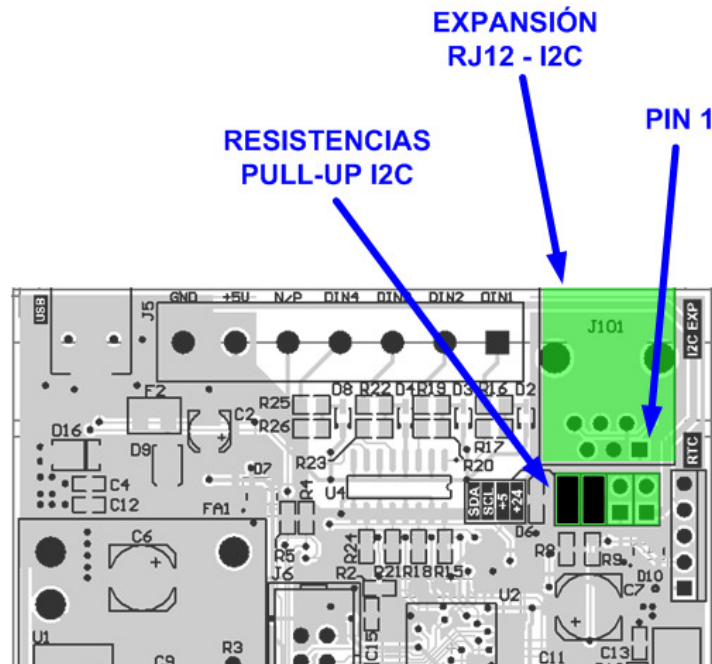 EXPANSIÓN
RJ12 - I2C
PIN 1
RESISTENCIAS
PULL-UP I2C
USB
J5
GND +5V N/P DIN4 DIN2 DIN1
J101
I2C EXP
F2
C2
R25
R26
D8 R22 D4 R19 D3 R16 D2
R17
D16
D9
D7
R23
R20
RTC
C4
C12
FA1
R4
U4
SDA
SCL
+5
+24
D6
C6
R5
R24
R21 R18 R15
R8
R9
D10
J6
R2
U2
C7
C15
U1
R3
C9
C11
C13